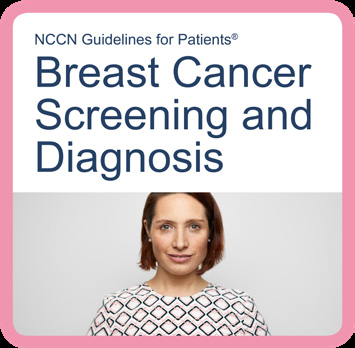 NCCN Guidelines for Patients®
Breast Cancer
Screening and
Diagnosis